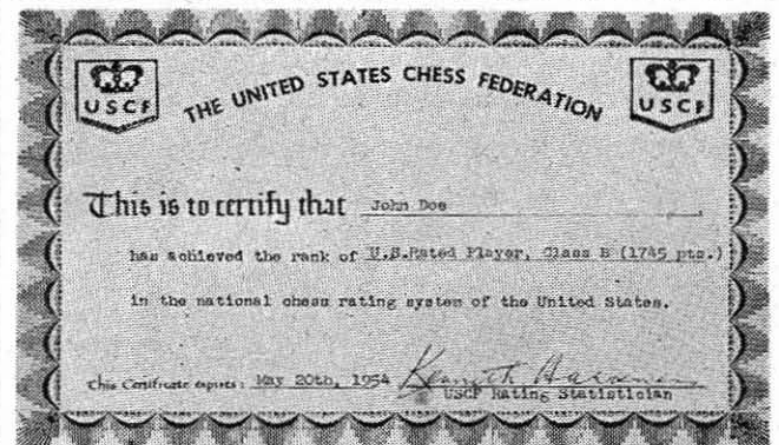 USCF
THE UNITED STATES CHESS FEDERATION
USCF
This is to certify that John Doe
has achieved the rank of U.S.Rated Player, Class B (1745 pts.)
in the national chess rating system of the United States.
This Certificate expires: May 20th, 1954 Kenneth Harkness
USCF Rating Statistician